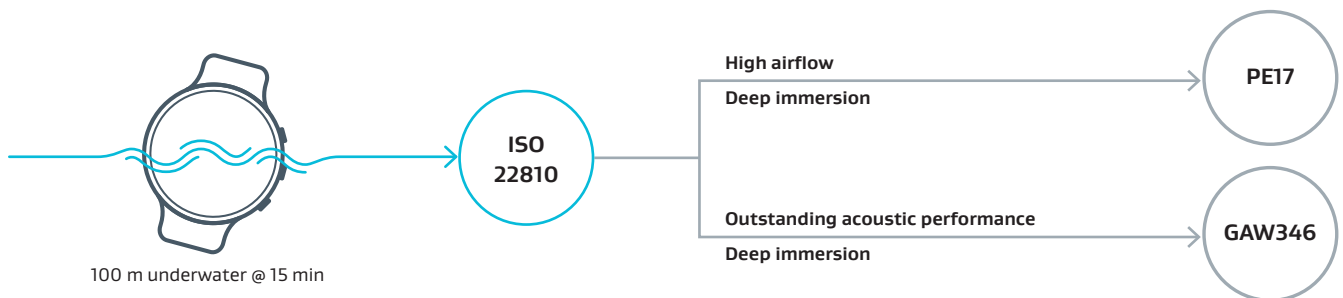 100 m underwater @ 15 min
ISO
22810
High airflow
Deep immersion
PE17
Outstanding acoustic performance
Deep immersion
GAW346